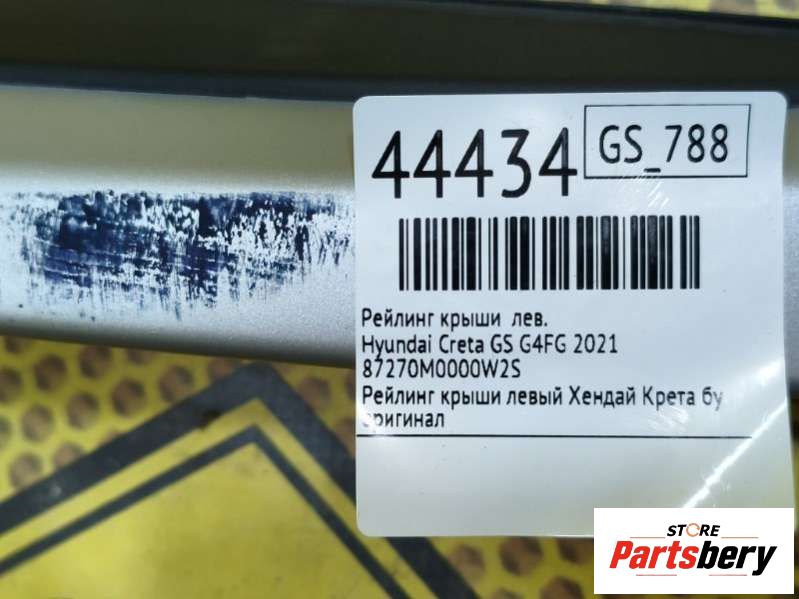 44434
GS_788
Рейлинг крыши лев.
Hyundai Creta GS G4FG 2021
87270M0000W2S
Рейлинг крыши левый Хендай Крета бу
оригинал
STORE
Partsbery